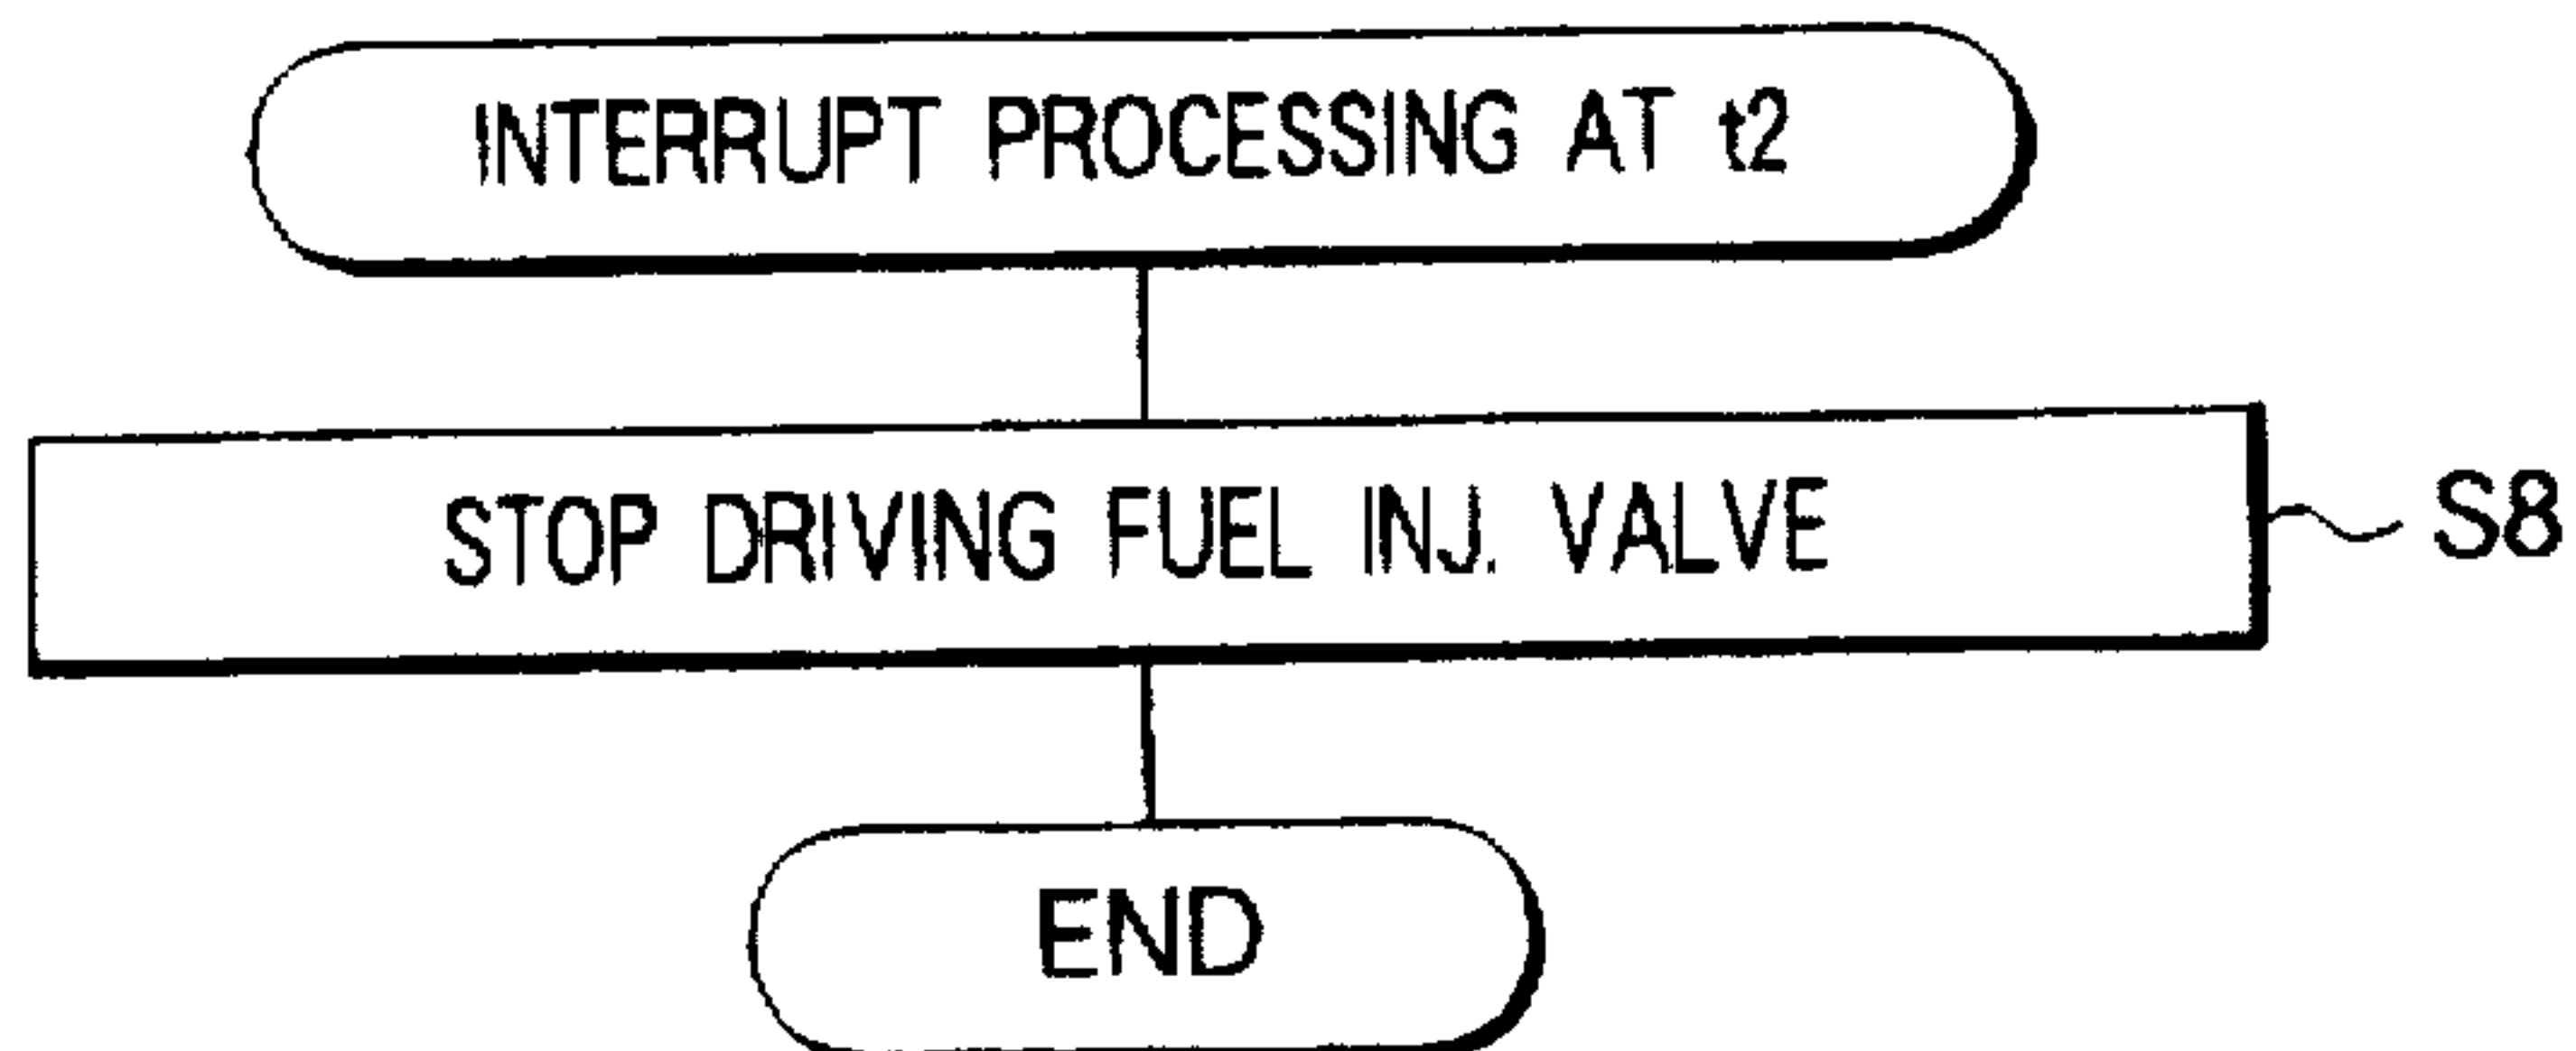 INTERRUPT PROCESSING AT t2
STOP DRIVING FUEL INJ. VALVE
S8
END